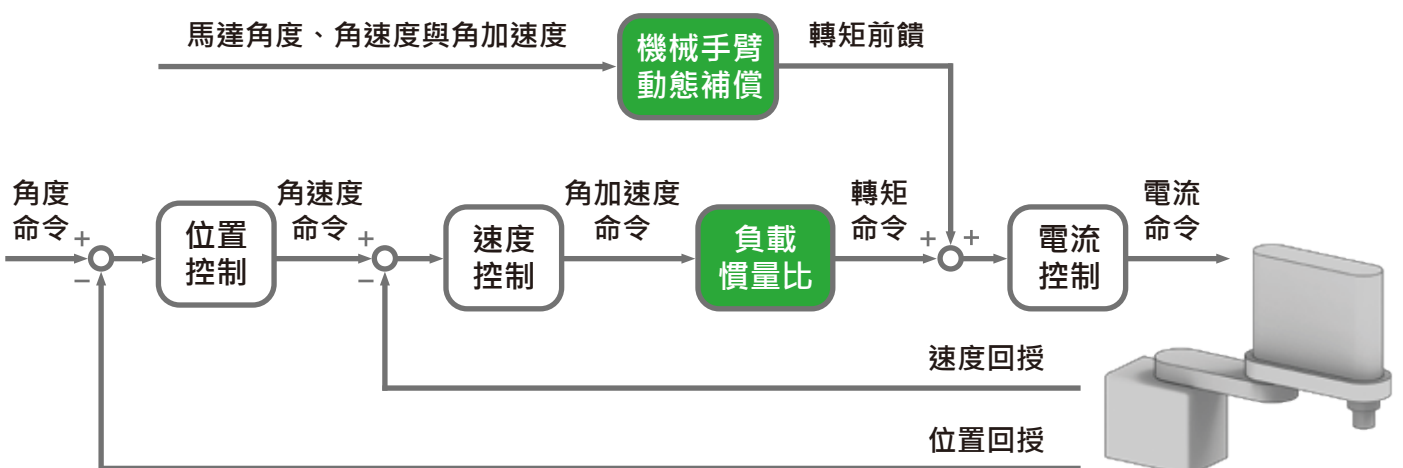 馬達角度、角速度與角加速度
機械手臂
動態補償
轉矩前饋
角度
命令
+
−
位置
控制
角速度
命令
+
−
速度
控制
角加速度
命令
負載
慣量比
轉矩
命令
+
+
電流
控制
電流
命令
速度回授
位置回授